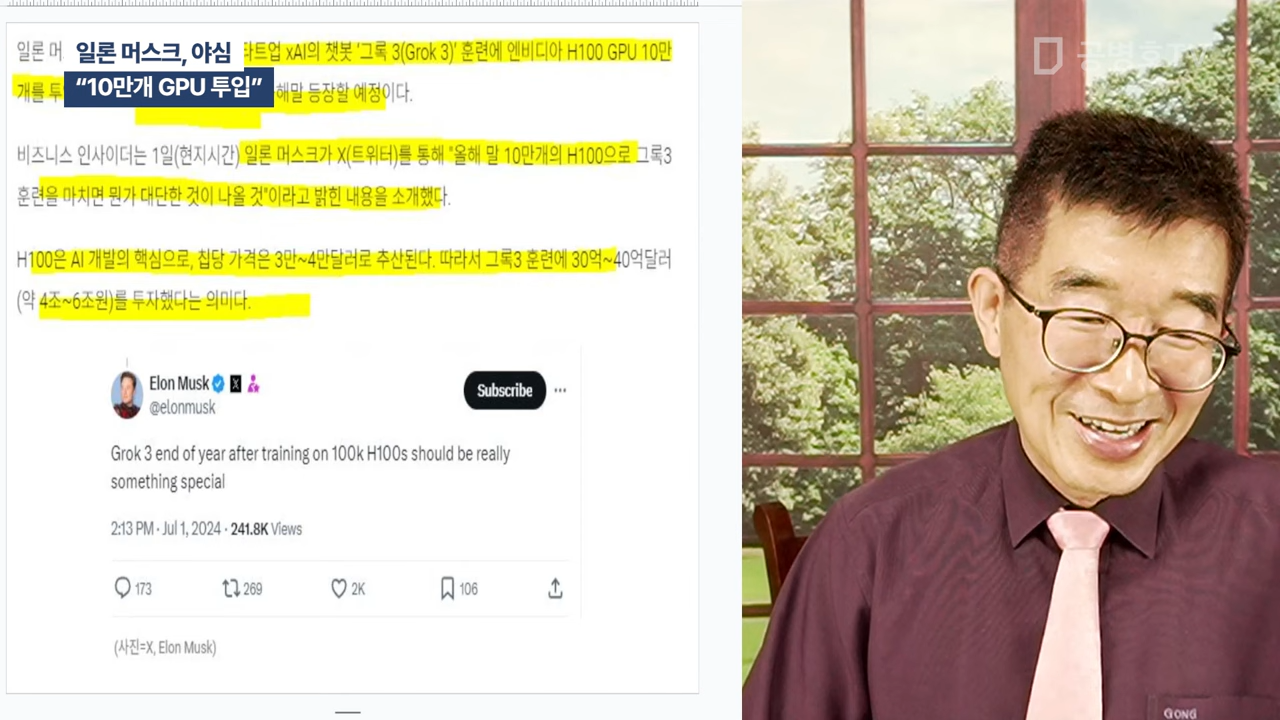 일론 머스크, 야심
“10만개 GPU 투입”
일론 머 타트업 xAI의 챗봇 '그록 3(Grok 3)' 훈련에 엔비디아 H100 GPU 10만
개를 투 해말 등장할 예정이다.
비즈니스 인사이더는 1일(현지시간) 일론 머스크가 X(트위터)를 통해 "올해 말 10만개의 H100으로 그록3
훈련을 마치면 뭔가 대단한 것이 나올 것"이라고 밝힌 내용을 소개했다.
H100은 AI 개발의 핵심으로, 칩당 가격은 3만~4만달러로 추산된다. 따라서 그록3 훈련에 30억~40억달러
(약 4조~6조원)를 투자했다는 의미다.
Elon Musk
@elonmusk
Subscribe
Grok 3 end of year after training on 100k H100s should be really
something special
2:13 PM · Jul 1, 2024 · 241.8K Views
173 269 2K 106
(사진=X, Elon Musk)
공병호
GONG